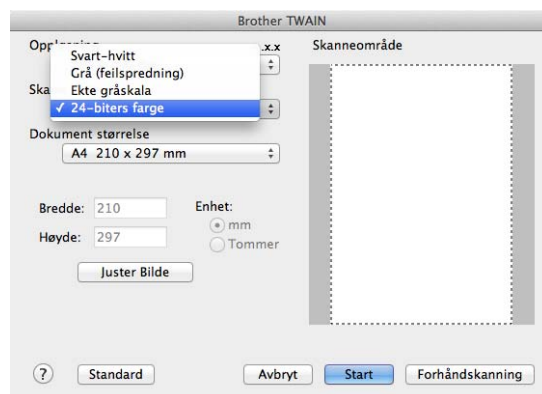 Brother TWAIN
x.x
Skanneområde
Svart-hvitt
Grå (feilspredning)
Ekte gråskala
✓ 24-biters farge
Dokument størrelse
A4 210 x 297 mm
Bredde: 210
Enhet:
mm
Høyde: 297
Tommer
Juster Bilde
?
Standard
Avbryt
Start
Forhåndskanning